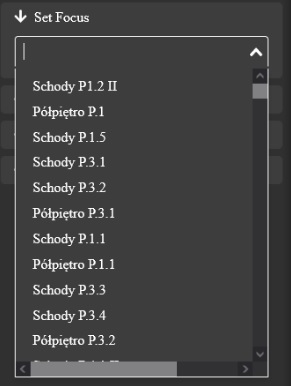 Set Focus
Schody P1.2 II
Półpiętro P.1
Schody P.1.5
Schody P.3.1
Schody P.3.2
Półpiętro P.3.1
Schody P.1.1
Półpiętro P.1.1
Schody P.3.3
Schody P.3.4
Półpiętro P.3.2